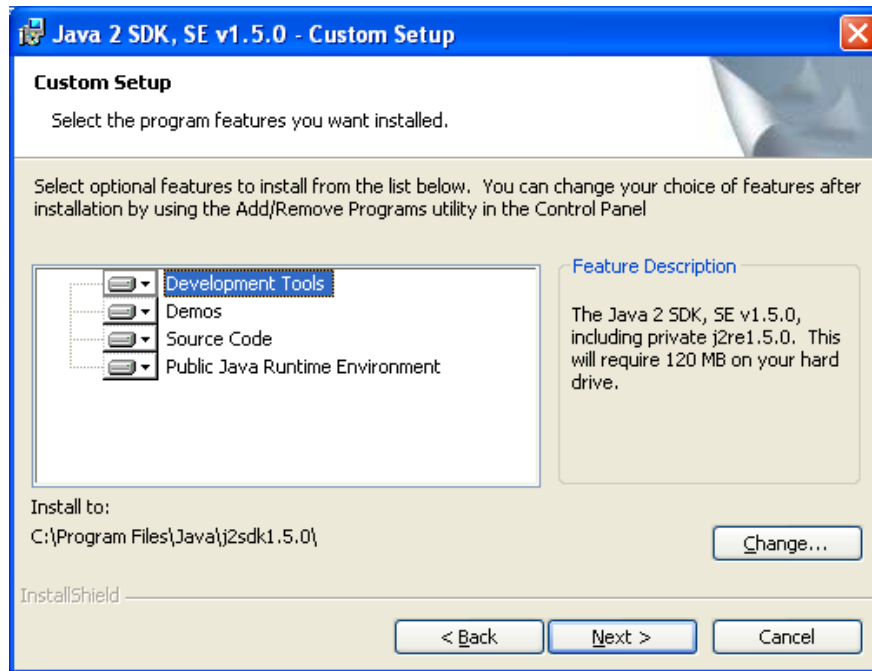 Java 2 SDK, SE v1.5.0 - Custom Setup
Custom Setup
Select the program features you want installed.
Select optional features to install from the list below.  You can change your choice of features after
installation by using the Add/Remove Programs utility in the Control Panel
Development Tools
Demos
Source Code
Public Java Runtime Environment
Feature Description
The Java 2 SDK, SE v1.5.0,
including private j2re1.5.0.  This
will require 120 MB on your hard
drive.
Install to:
C:\Program Files\Java\j2sdk1.5.0\
Change...
InstallShield
< Back
Next >
Cancel